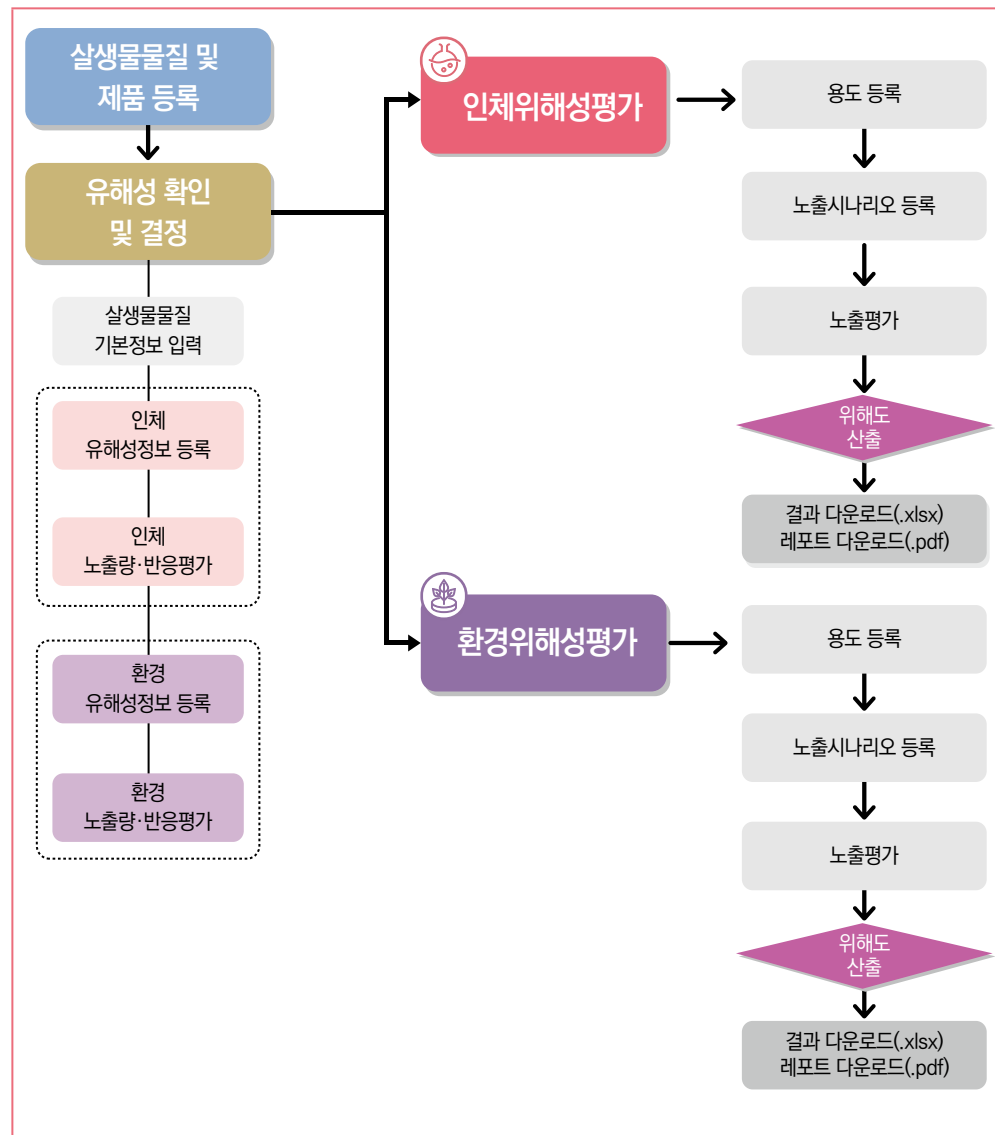 살생물물질 및
제품 등록
유해성 확인
및 결정
살생물물질
기본정보 입력
인체
유해성정보 등록
인체
노출량·반응평가
환경
유해성정보 등록
환경
노출량·반응평가
인체위해성평가
용도 등록
노출시나리오 등록
노출평가
위해도
산출
결과 다운로드(.xlsx)
레포트 다운로드(.pdf)
환경위해성평가
용도 등록
노출시나리오 등록
노출평가
위해도
산출
결과 다운로드(.xlsx)
레포트 다운로드(.pdf)